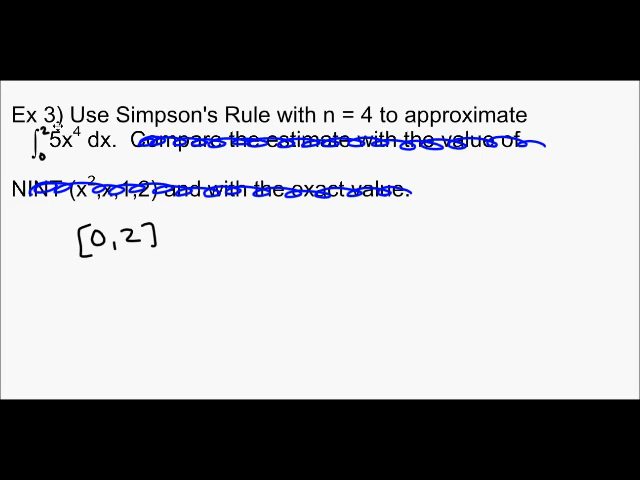 Ex 3) Use Simpson's Rule with n = 4 to approximate
∫₀² 5x⁴ dx. Compare the estimate with the value of
NINT (x²,x,1,2) and with the exact value.
[0,2]